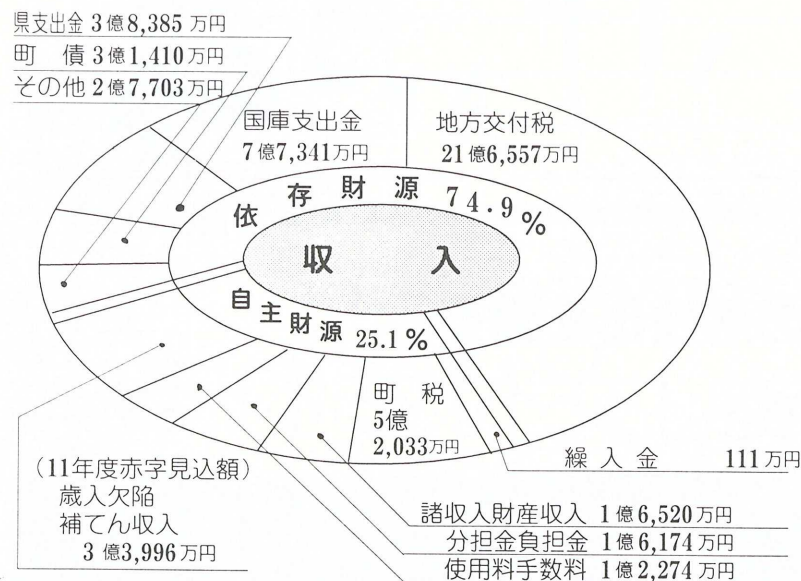 県支出金 3億8,385万円
町 債 3億1,410万円
その他 2億7,703万円
国庫支出金
7億7,341万円
地方交付税
21億6,557万円
依存財源 74.9%
収入
自主財源 25.1%
町 税
5億
2,033万円
繰入金 111万円
(11年度赤字見込額)
歳入欠陥
補てん収入
3億3,996万円
諸収入財産収入 1億6,520万円
分担金負担金 1億6,174万円
使用料手数料 1億2,274万円